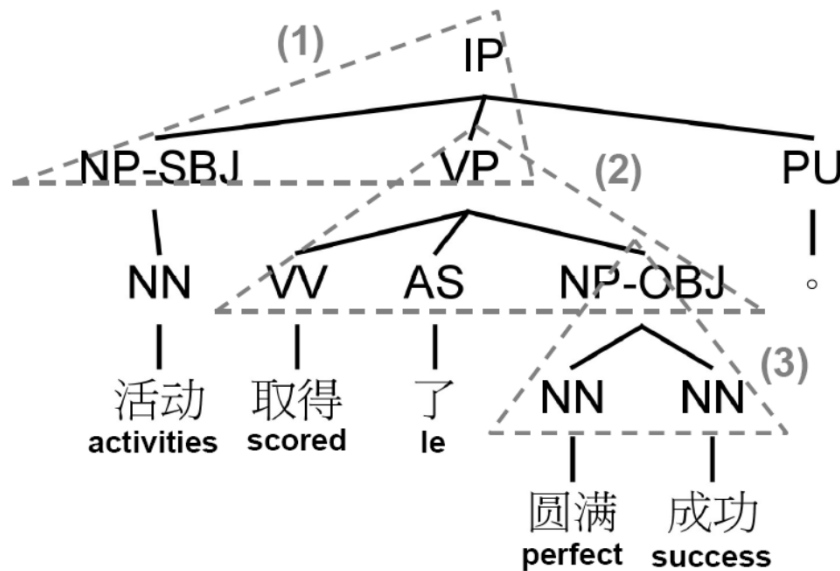 (1)
IP
NP-SBJ VP (2) PU
NN VV AS NP-OBJ 。
活动 取得 了 NN NN (3)
activities scored le
圆满 成功
perfect success